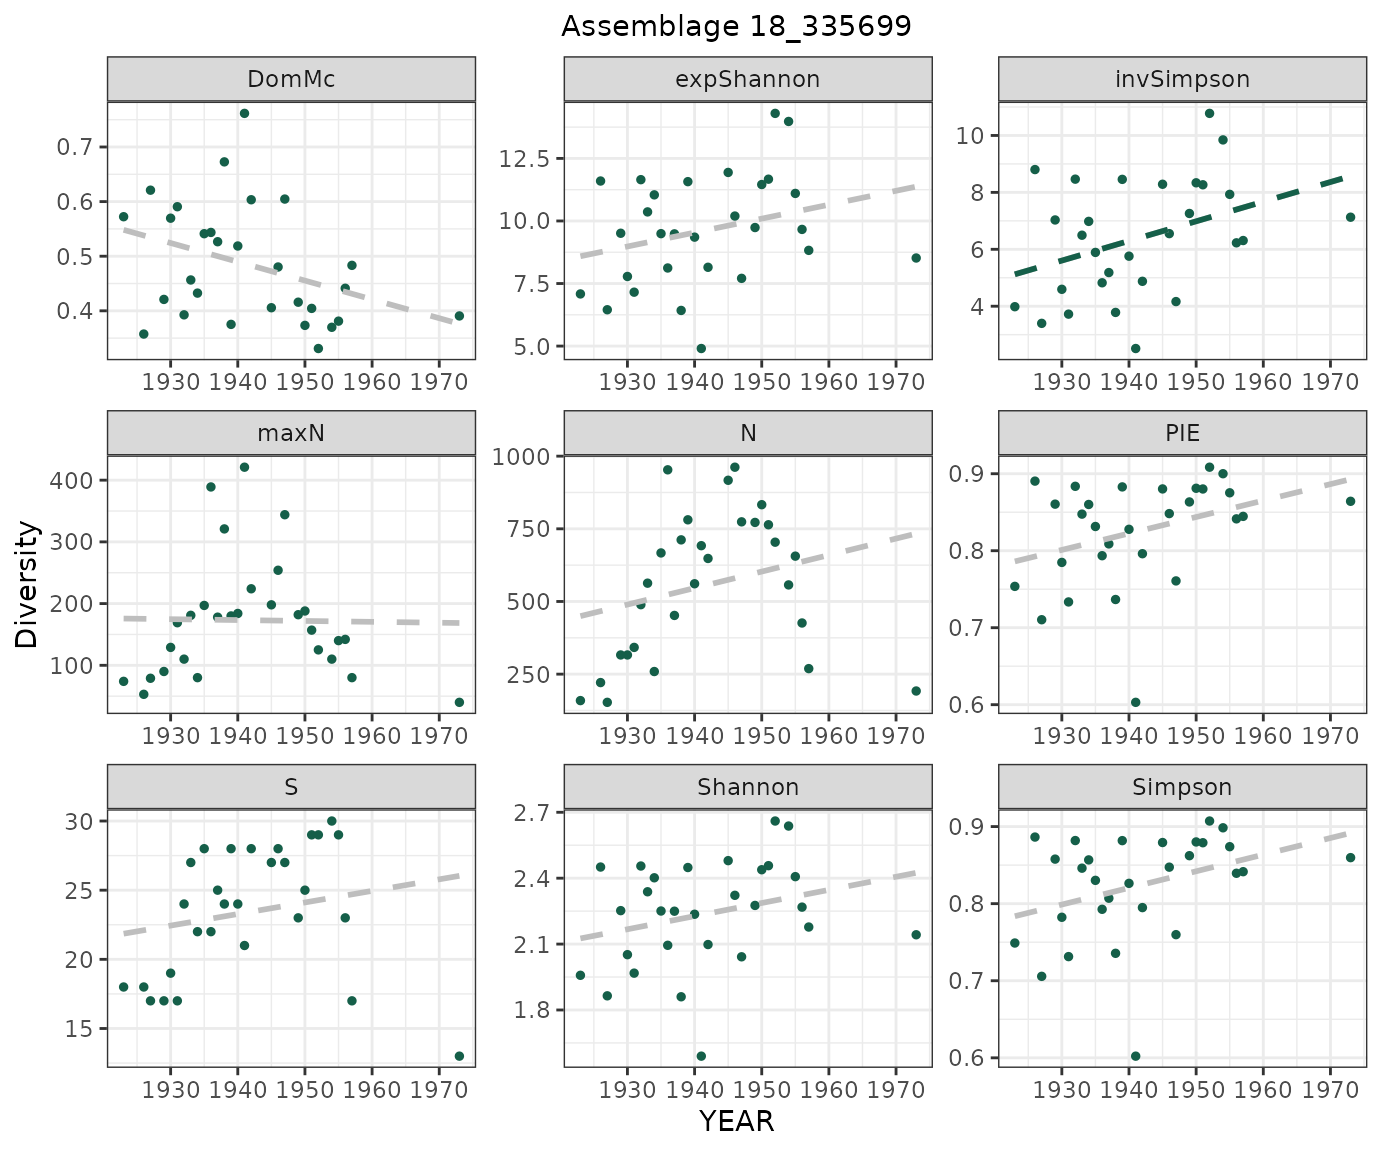 Assemblage 18_335699
DomMc
expShannon
invSimpson
0.7
0.6
0.5
0.4
12.5
10.0
7.5
5.0
10
8
6
4
1930 1940 1950 1960 1970
1930 1940 1950 1960 1970
1930 1940 1950 1960 1970
maxN
N
PIE
400
300
200
100
1000
750
500
250
0.9
0.8
0.7
0.6
1930 1940 1950 1960 1970
1930 1940 1950 1960 1970
1930 1940 1950 1960 1970
Diversity
S
Shannon
Simpson
30
25
20
15
2.7
2.4
2.1
1.8
0.9
0.8
0.7
0.6
1930 1940 1950 1960 1970
1930 1940 1950 1960 1970
1930 1940 1950 1960 1970
YEAR